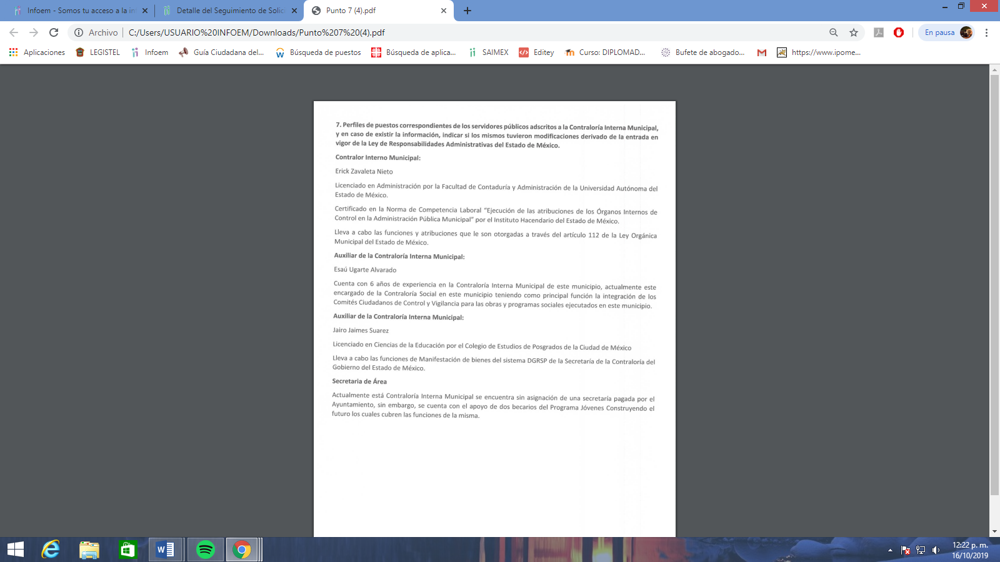 Infoem - Somos tu acceso a la in
Detalle del Seguimiento de Solic
Punto 7 (4).pdf
Archivo
C:/Users/USUARIO%20INFOEM/Downloads/Punto%207%20(4).pdf
En pausa
Aplicaciones
LEGISTEL
Infoem
Guía Ciudadana del...
Búsqueda de puestos
Búsqueda de aplica...
SAIMEX
Editey
Curso: DIPLOMAD...
Bufete de abogado...
https://www.ipome...
7. Perfiles de puestos correspondientes de los servidores públicos adscritos a la Contraloría Interna Municipal,
y en caso de existir la información, indicar si los mismos tuvieron modificaciones derivado de la entrada en
vigor de la Ley de Responsabilidades Administrativas del Estado de México.
Contralor Interno Municipal:
Erick Zavaleta Nieto
Licenciado en Administración por la Facultad de Contaduría y Administración de la Universidad Autónoma del
Estado de México.
Certificado en la Norma de Competencia Laboral “Ejecución de las atribuciones de los Órganos Internos de
Control en la Administración Pública Municipal” por el Instituto Hacendario del Estado de México.
Lleva a cabo las funciones y atribuciones que le son otorgadas a través del artículo 112 de la Ley Orgánica
Municipal del Estado de México.
Auxiliar de la Contraloría Interna Municipal:
Esaú Ugarte Alvarado
Cuenta con 6 años de experiencia en la Contraloría Interna Municipal de este municipio, actualmente este
encargado de la Contraloría Social en este municipio teniendo como principal función la integración de los
Comités Ciudadanos de Control y Vigilancia para las obras y programas sociales ejecutados en este municipio.
Auxiliar de la Contraloría Interna Municipal:
Jairo Jaimes Suarez
Licenciado en Ciencias de la Educación por el Colegio de Estudios de Posgrados de la Ciudad de México
Lleva a cabo las funciones de Manifestación de bienes del sistema DGRSP de la Secretaría de la Contraloría del
Gobierno del Estado de México.
Secretaria de Área
Actualmente está Contraloría Interna Municipal se encuentra sin asignación de una secretaría pagada por el
Ayuntamiento, sin embargo, se cuenta con el apoyo de dos becarios del Programa Jóvenes Construyendo el
futuro los cuales cubren las funciones de la misma.
12:22 p. m.
16/10/2019